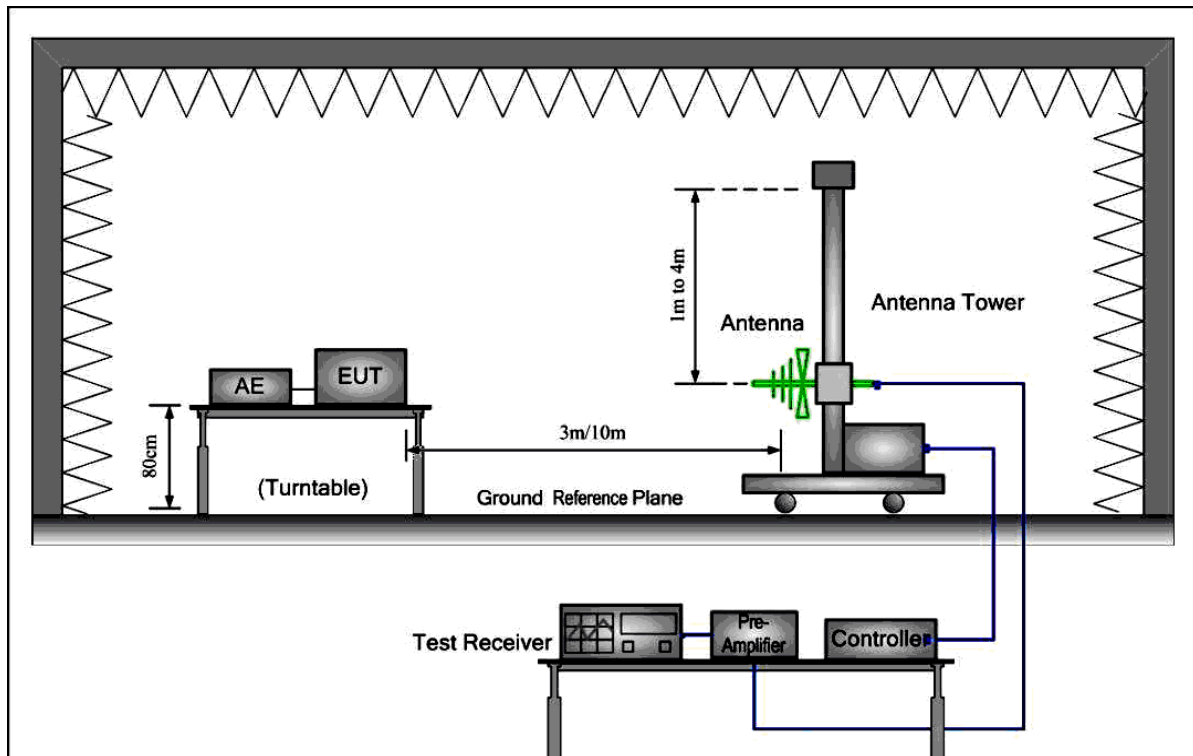 1m to 4m
Antenna Tower
Antenna
AE
EUT
80cm
3m/10m
(Turntable)
Ground Reference Plane
Test Receiver
Pre-
Amplifier
Controller